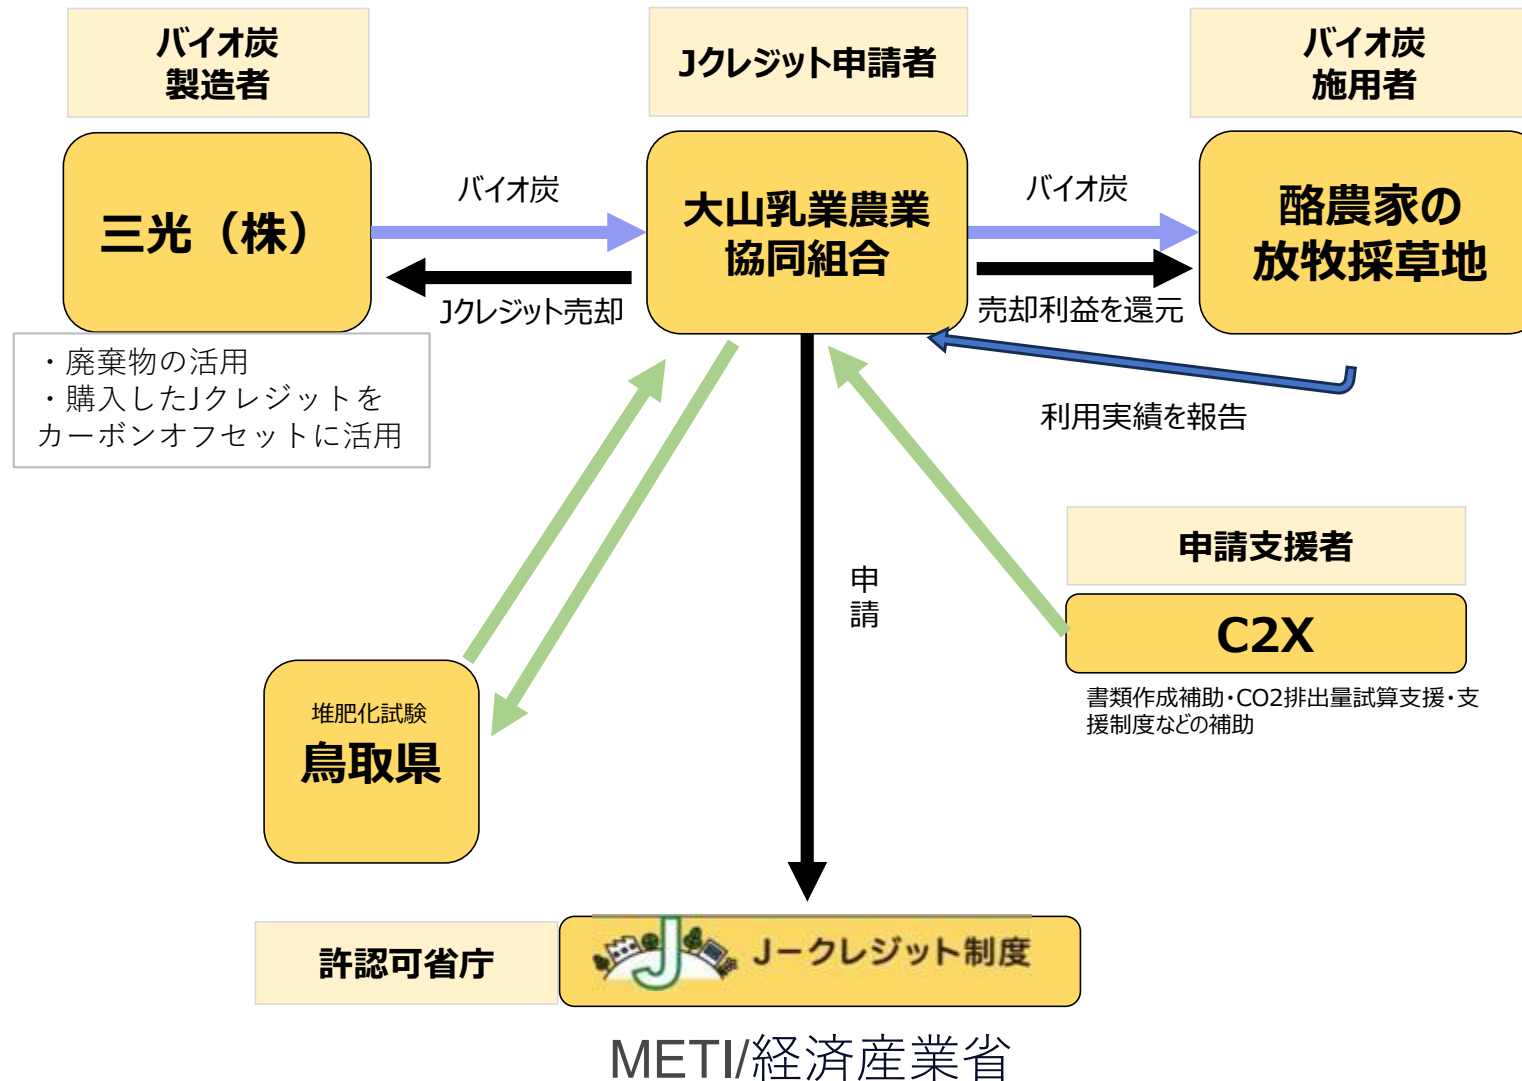 バイオ炭
製造者
Jクレジット申請者
バイオ炭
施用者
三光（株）
バイオ炭
大山乳業農業
協同組合
バイオ炭
酪農家の
放牧採草地
Jクレジット売却
売却利益を還元
・廃棄物の活用
・購入したJクレジットを
カーボンオフセットに活用
利用実績を報告
申請支援者
申
請
C2X
書類作成補助・CO2排出量試算支援・支
援制度などの補助
堆肥化試験
鳥取県
許認可省庁
J
J-クレジット制度
METI/経済産業省